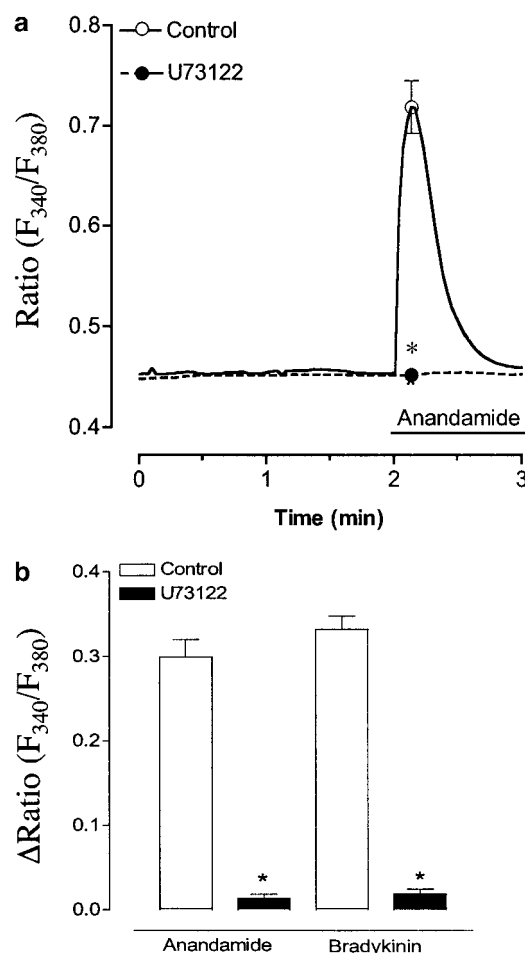 a
Control
U73122
0.8
0.7
0.6
0.5
0.4
Ratio (F340/F380)
*
Anandamide
0 1 2 3
Time (min)
b
Control
U73122
0.4
0.3
0.2
0.1
0.0
ΔRatio (F340/F380)
* *
Anandamide Bradykinin